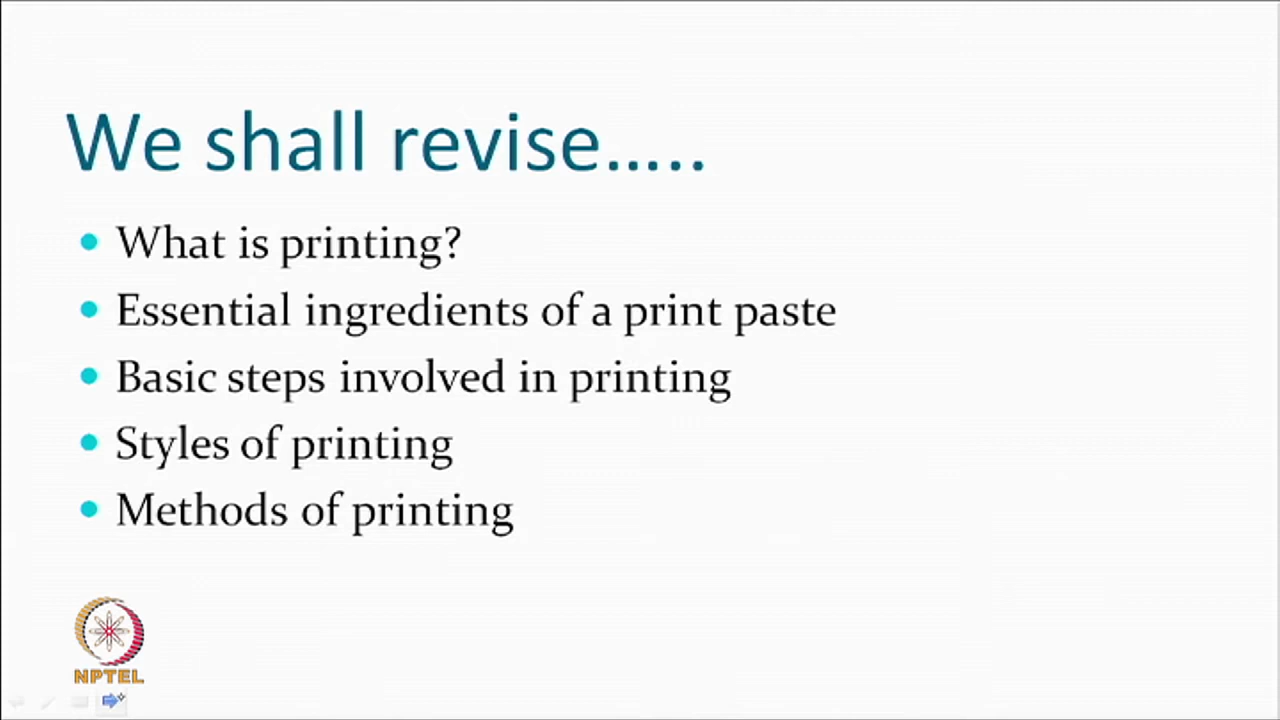 We shall revise…..
• What is printing?
• Essential ingredients of a print paste
• Basic steps involved in printing
• Styles of printing
• Methods of printing
NPTEL